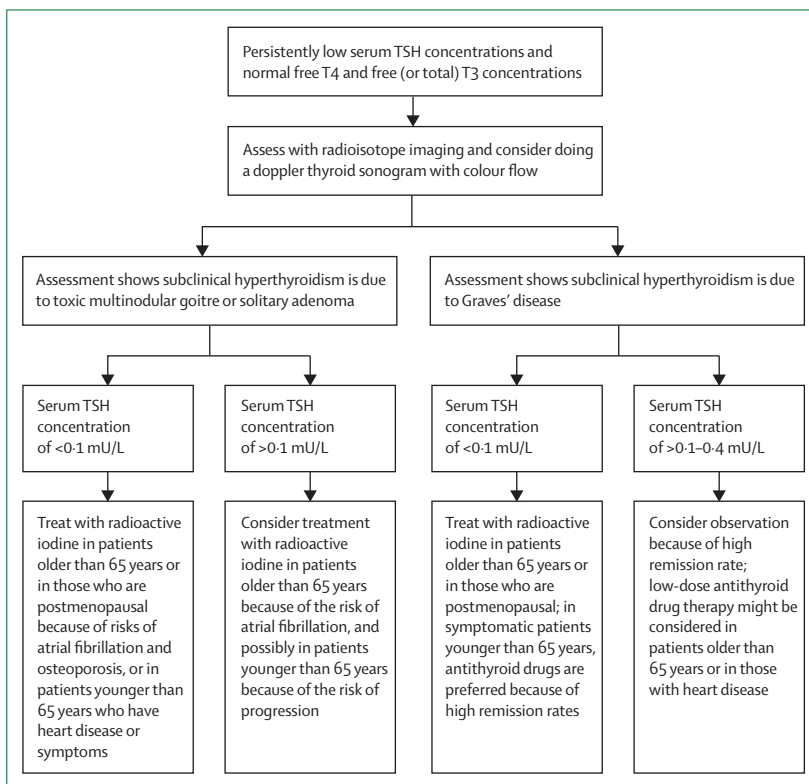 Persistently low serum TSH concentrations and
normal free T4 and free (or total) T3 concentrations
Assess with radioisotope imaging and consider doing
a doppler thyroid sonogram with colour flow
Assessment shows subclinical hyperthyroidism is due
to toxic multinodular goitre or solitary adenoma
Assessment shows subclinical hyperthyroidism is due
to Graves’ disease
Serum TSH
concentration
of <0·1 mU/L
Serum TSH
concentration
of >0·1 mU/L
Serum TSH
concentration
of <0·1 mU/L
Serum TSH
concentration
of >0·1–0·4 mU/L
Treat with radioactive
iodine in patients
older than 65 years or
in those who are
postmenopausal
because of risks of
atrial fibrillation and
osteoporosis, or in
patients younger than
65 years who have
heart disease or
symptoms
Consider treatment
with radioactive
iodine in patients
older than 65 years
because of the risk of
atrial fibrillation, and
possibly in patients
younger than 65 years
because of the risk of
progression
Treat with radioactive
iodine in patients
older than 65 years or
in those who are
postmenopausal; in
symptomatic patients
younger than 65 years,
antithyroid drugs are
preferred because of
high remission rates
Consider observation
because of high
remission rate;
low-dose antithyroid
drug therapy might be
considered in
patients older than
65 years or in those
with heart disease